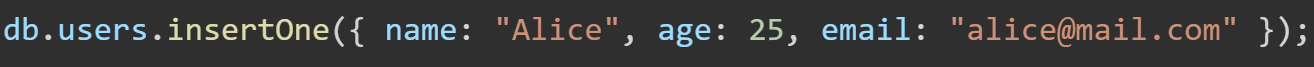 db.users.insertOne({ name: "Alice", age: 25, email: "alice@mail.com" });